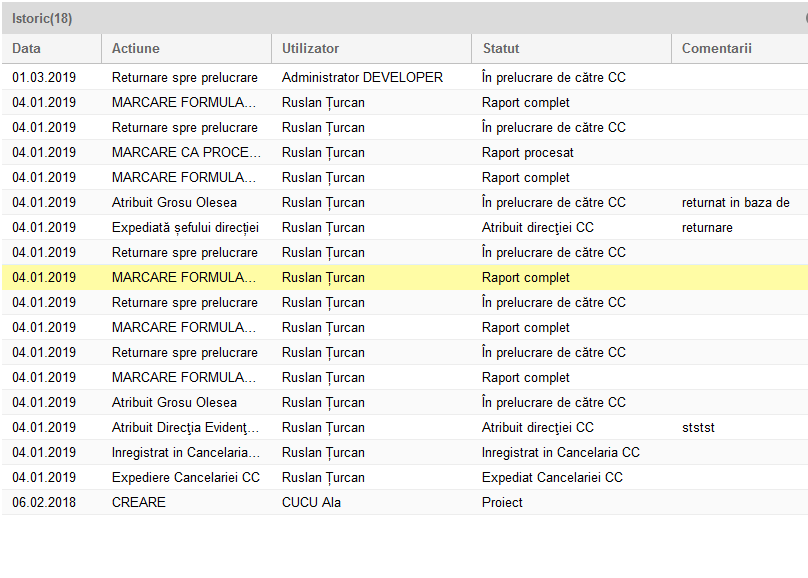 Istoric(18)
Data Actiune Utilizator Statut Comentarii
01.03.2019 Returnare spre prelucrare Administrator DEVELOPER În prelucrare de către CC
04.01.2019 MARCARE FORMULA... Ruslan Țurcan Raport complet
04.01.2019 Returnare spre prelucrare Ruslan Țurcan În prelucrare de către CC
04.01.2019 MARCARE CA PROCE... Ruslan Țurcan Raport procesat
04.01.2019 MARCARE FORMULA... Ruslan Țurcan Raport complet
04.01.2019 Atribuit Grosu Olesea Ruslan Țurcan În prelucrare de către CC returnat in baza de
04.01.2019 Expediată șefului direcției Ruslan Țurcan Atribuit direcţiei CC returnare
04.01.2019 Returnare spre prelucrare Ruslan Țurcan În prelucrare de către CC
04.01.2019 MARCARE FORMULA... Ruslan Țurcan Raport complet
04.01.2019 Returnare spre prelucrare Ruslan Țurcan În prelucrare de către CC
04.01.2019 MARCARE FORMULA... Ruslan Țurcan Raport complet
04.01.2019 Returnare spre prelucrare Ruslan Țurcan În prelucrare de către CC
04.01.2019 MARCARE FORMULA... Ruslan Țurcan Raport complet
04.01.2019 Atribuit Grosu Olesea Ruslan Țurcan În prelucrare de către CC
04.01.2019 Atribuit Direcţia Evidenţ... Ruslan Țurcan Atribuit direcţiei CC ststst
04.01.2019 Inregistrat in Cancelaria... Ruslan Țurcan Inregistrat in Cancelaria CC
04.01.2019 Expediere Cancelariei CC Ruslan Țurcan Expediat Cancelariei CC
06.02.2018 CREARE CUCU Ala Proiect